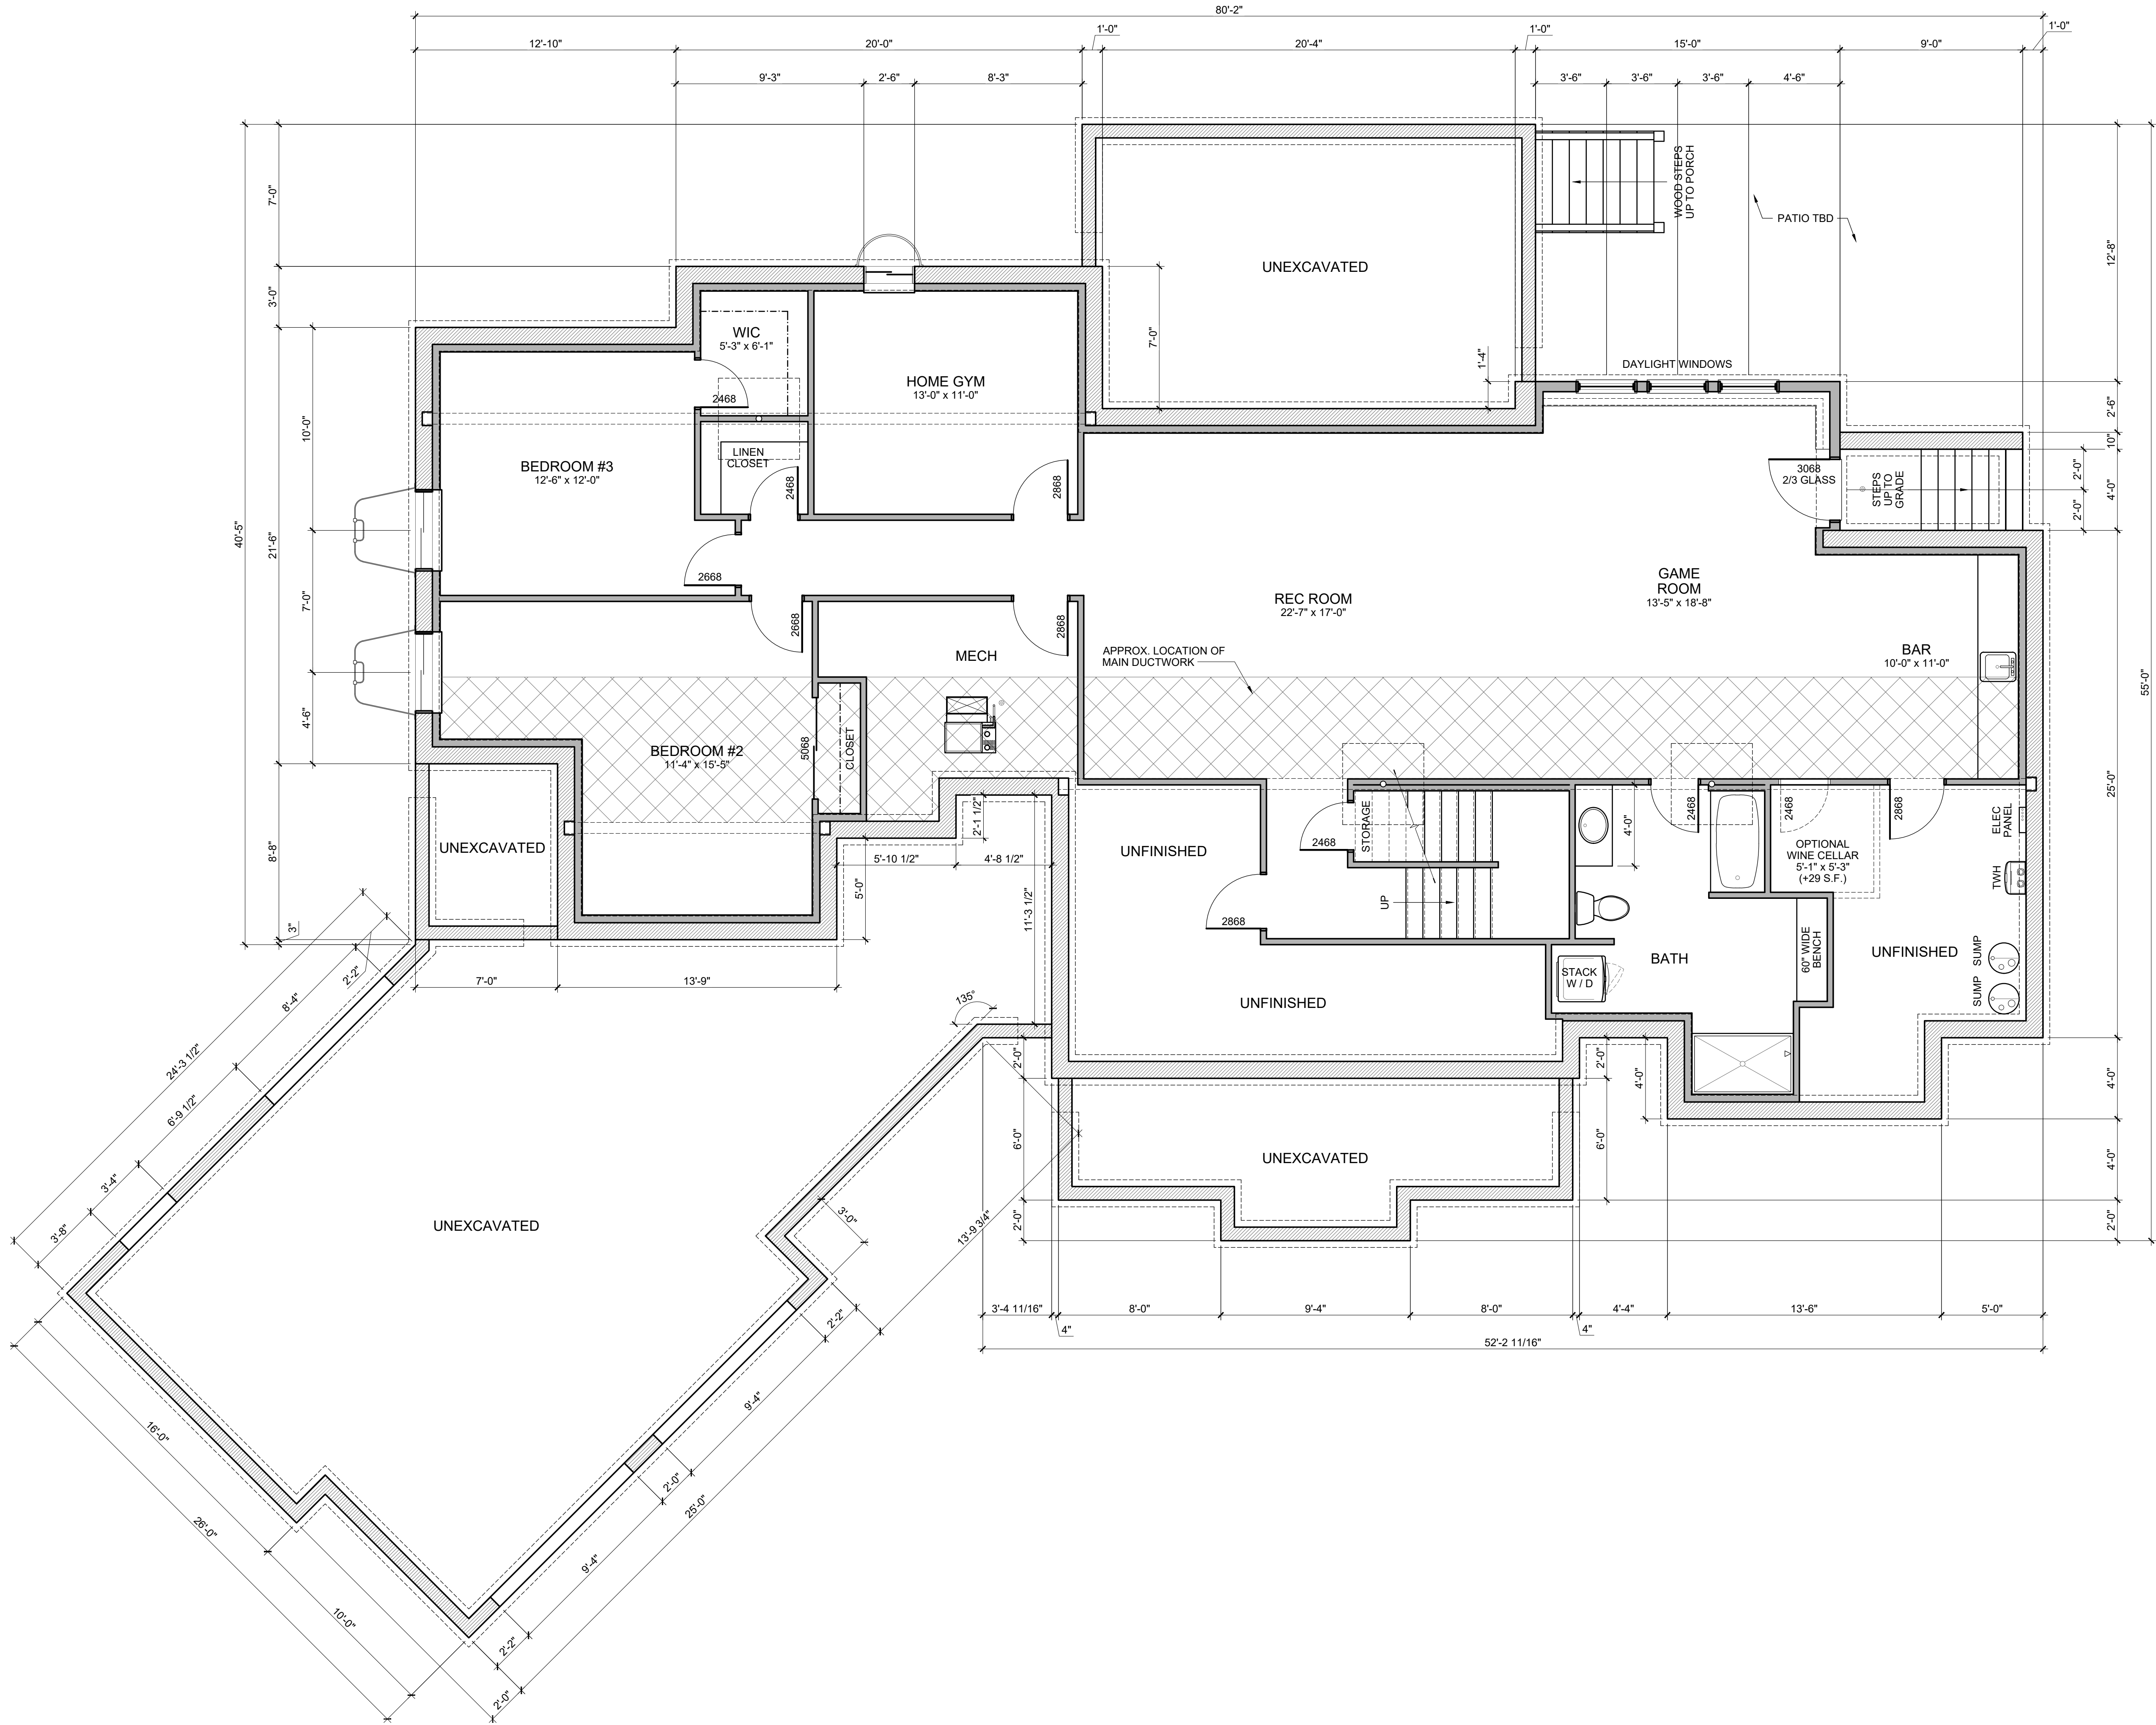 80'-2"
12'-10"
20'-0"
1'-0"
20'-4"
1'-0"
15'-0"
9'-0"
1'-0"
9'-3"
2'-6"
8'-3"
3'-6"
3'-6"
3'-6"
4'-6"
40'-5"
7'-0"
3'-0"
21'-6"
8'-8"
3"
10'-0"
7'-0"
4'-6"
UNEXCAVATED
7'-0"
1'-4"
WOOD STEPS
UP TO PORCH
PATIO TBD
DAYLIGHT WINDOWS
12'-8"
2'-6"
10"
4'-0"
2'-0"
2'-0"
25'-0"
55'-0"
4'-0"
4'-0"
2'-0"
WIC
5'-3" x 6'-1"
2468
HOME GYM
13'-0" x 11'-0"
LINEN
CLOSET
2468
2868
BEDROOM #3
12'-6" x 12'-0"
2668
2668
2868
MECH
3068
2/3 GLASS
STEPS
UP TO
GRADE
REC ROOM
22'-7" x 17'-0"
GAME
ROOM
13'-5" x 18'-8"
BAR
10'-0" x 11'-0"
APPROX. LOCATION OF
MAIN DUCTWORK
BEDROOM #2
11'-4" x 15'-5"
5068
CLOSET
UNEXCAVATED
5'-10 1/2"
4'-8 1/2"
2'-1 1/2"
5'-0"
11'-3 1/2"
7'-0"
13'-9"
135°
UNFINISHED
2468
STORAGE
2868
UP
4'-0"
2468
2468
2868
OPTIONAL
WINE CELLAR
5'-1" x 5'-3"
(+29 S.F.)
ELEC
PANEL
TWH
SUMP
SUMP
UNFINISHED
60" WIDE
BENCH
BATH
STACK
W / D
UNFINISHED
2'-0"
2'-0"
4'-0"
6'-0"
6'-0"
2'-0"
UNEXCAVATED
3'-4 11/16"
4"
8'-0"
9'-4"
8'-0"
4"
4'-4"
13'-6"
5'-0"
52'-2 11/16"
2'-2"
8'-4"
24'-3 1/2"
6'-9 1/2"
3'-4"
3'-8"
UNEXCAVATED
3'-0"
13'-9 3/4"
2'-2"
9'-4"
2'-0"
25'-0"
9'-4"
2'-2"
2'-0"
16'-0"
26'-0"
10'-0"